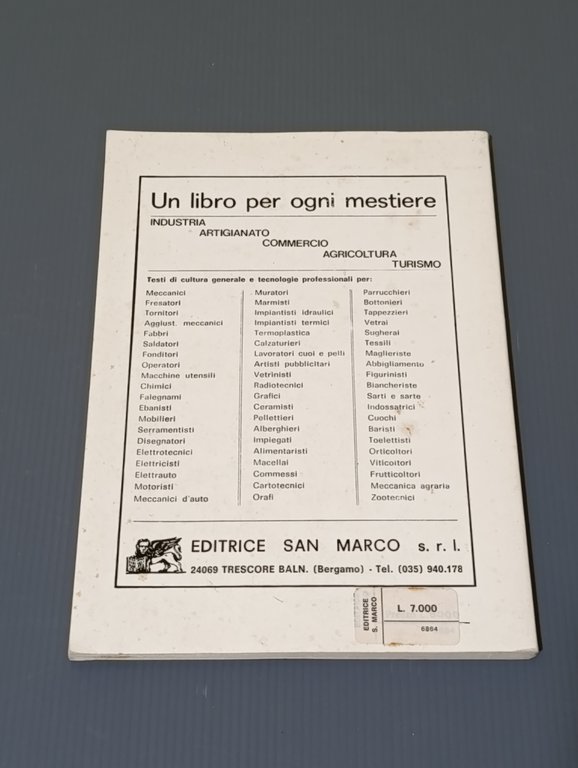 Un libro per ogni mestiere
INDUSTRIA
ARTIGIANATO
COMMERCIO
AGRICOLTURA
TURISMO
Testi di cultura generale e tecnologie professionali per:
Meccanici
Fresatori
Tornitori
Aggiust. meccanici
Fabbri
Saldatori
Fonditori
Operatori
Macchine utensili
Chimici
Falegnami
Ebanisti
Mobilieri
Serramentisti
Disegnatori
Elettrotecnici
Elettricisti
Elettrauto
Motoristi
Meccanici d'auto
Muratori
Marmisti
Impiantisti idraulici
Impiantisti termici
Termoplastica
Calzaturieri
Lavoratori cuoi e pelli
Artisti pubblicitari
Vetrinisti
Radiotecnici
Grafici
Ceramisti
Pellettieri
Alberghieri
Impiegati
Alimentaristi
Macellai
Commessi
Cartotecnici
Orafi
Parrucchieri
Bottonieri
Tappezzieri
Vetrai
Sugherai
Tessili
Maglieriste
Abbigliamento
Figurinisti
Biancheriste
Sarti e sarte
Indossatrici
Cuochi
Baristi
Toelettisti
Orticoltori
Viticoltori
Frutticoltori
Meccanica agraria
Zootecnici
EDITRICE SAN MARCO s. r. l.
24069 TRESCORE BALN. (Bergamo) - Tel. (035) 940.178
EDITRICE
S. MARCO
L. 7.000
6864